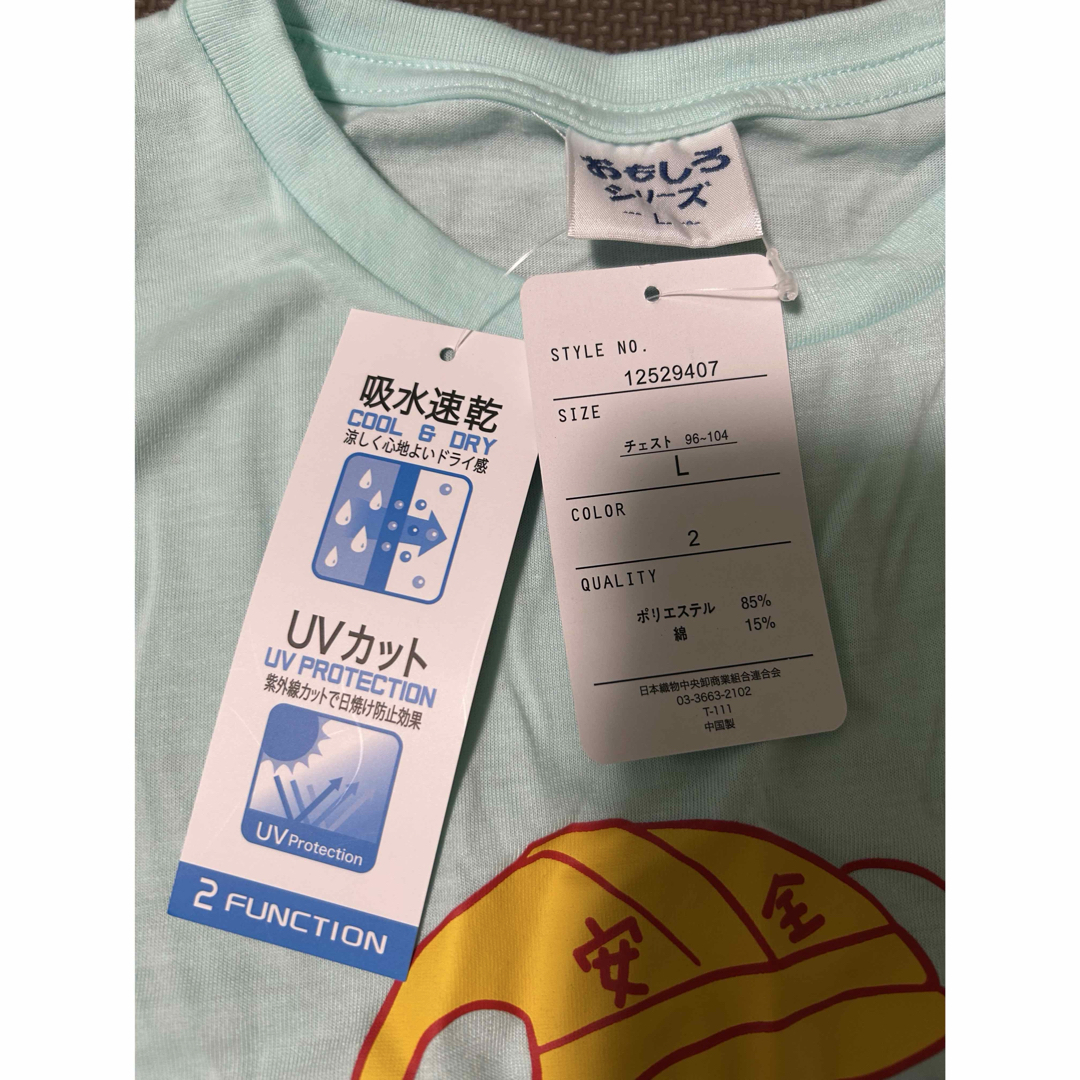 おもしろ
シリーズ
L
吸水速乾
COOL & DRY
涼しく心地よいドライ感
UVカット
UV PROTECTION
紫外線カットで日焼け防止効果
UV Protection
2 FUNCTION
STYLE NO.
12529407
SIZE
チェスト 96~104
L
COLOR
2
QUALITY
ポリエステル 85%
綿 15%
日本織物中央卸商業組合連合会
03-3663-2102
T-111
中国製
安全